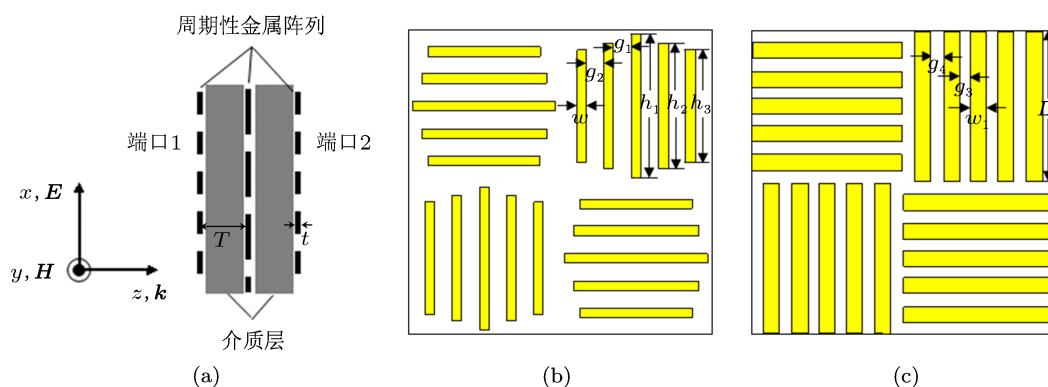 周期性金属阵列
端口1
端口2
x, E
T
t
y, H
z, k
介质层
(a)
g₁
g₂
w
h₁
h₂
h₃
(b)
g₄
g₃
w₁
L
(c)